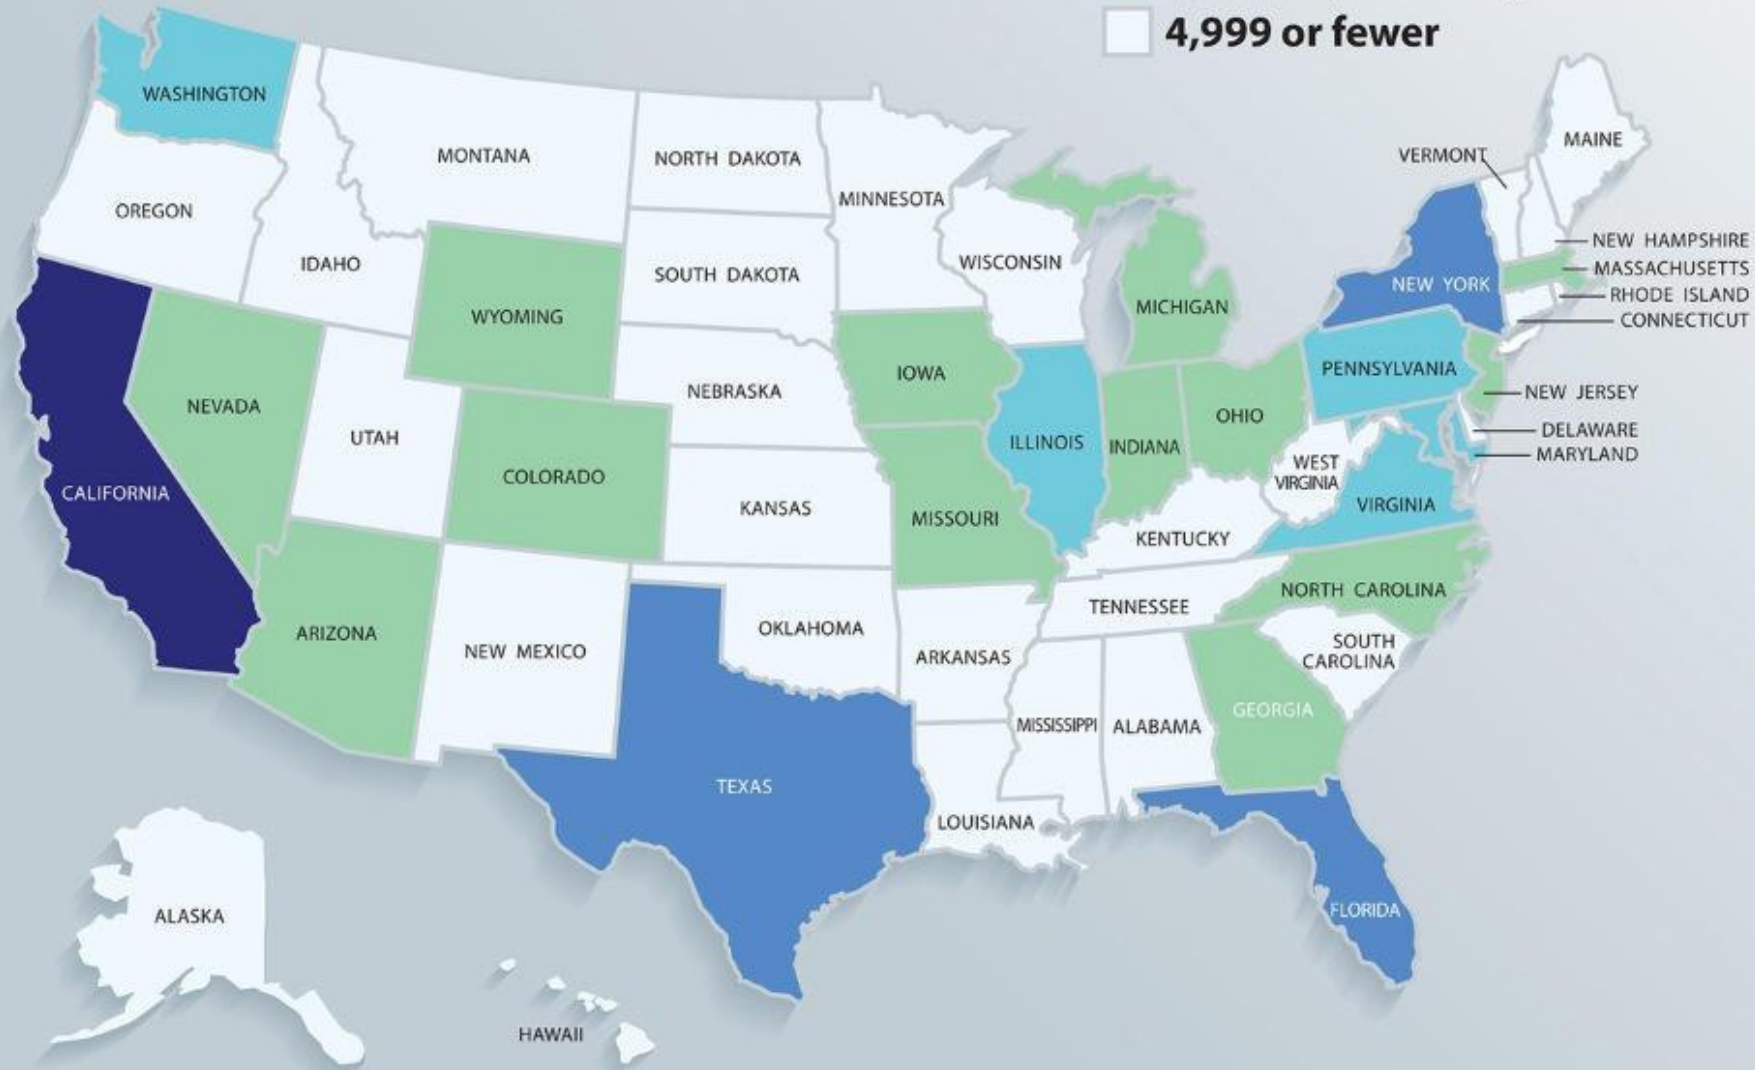 4,999 or fewer
WASHINGTON
MONTANA
NORTH DAKOTA
MINNESOTA
VERMONT
MAINE
OREGON
IDAHO
SOUTH DAKOTA
WISCONSIN
NEW YORK
NEW HAMPSHIRE
MASSACHUSETTS
RHODE ISLAND
CONNECTICUT
WYOMING
MICHIGAN
NEVADA
UTAH
COLORADO
NEBRASKA
IOWA
ILLINOIS
INDIANA
OHIO
PENNSYLVANIA
NEW JERSEY
DELAWARE
MARYLAND
CALIFORNIA
KANSAS
MISSOURI
KENTUCKY
WEST
VIRGINIA
VIRGINIA
ARIZONA
NEW MEXICO
OKLAHOMA
ARKANSAS
TENNESSEE
NORTH CAROLINA
SOUTH
CAROLINA
TEXAS
LOUISIANA
MISSISSIPPI
ALABAMA
GEORGIA
FLORIDA
ALASKA
HAWAII